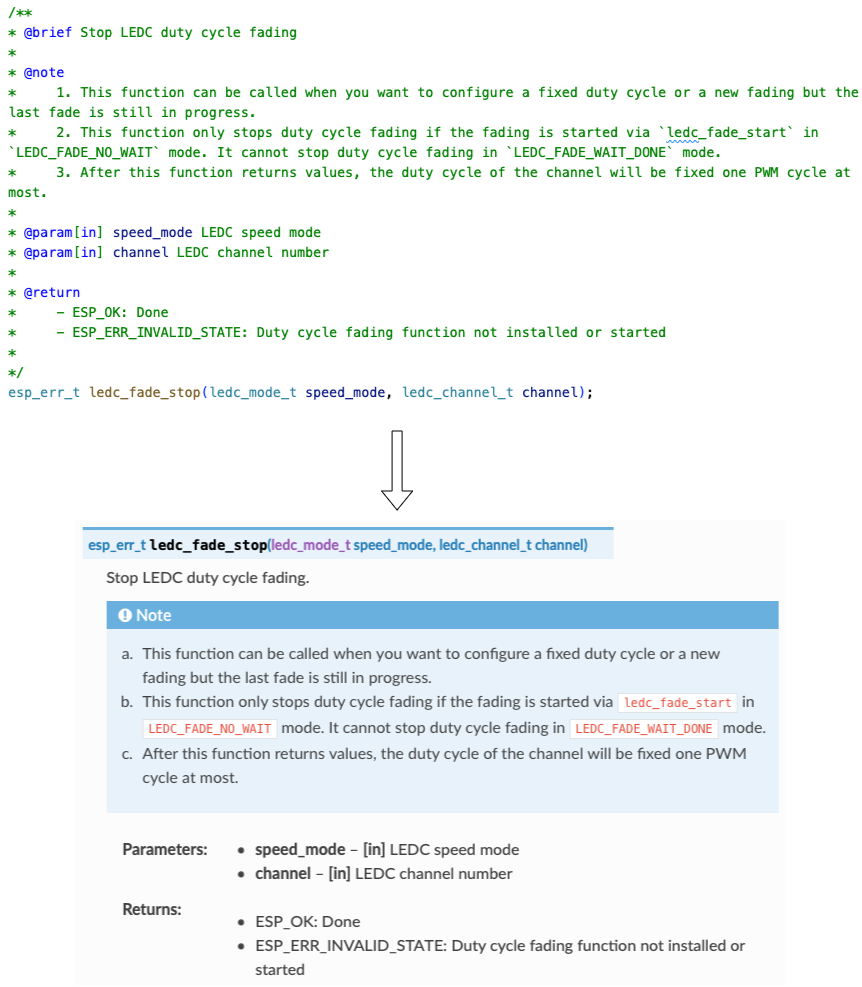 /**
* @brief Stop LEDC duty cycle fading
*
* @note
*     1. This function can be called when you want to configure a fixed duty cycle or a new fading but the
last fade is still in progress.
*     2. This function only stops duty cycle fading if the fading is started via `ledc_fade_start` in
`LEDC_FADE_NO_WAIT` mode. It cannot stop duty cycle fading in `LEDC_FADE_WAIT_DONE` mode.
*     3. After this function returns values, the duty cycle of the channel will be fixed one PWM cycle at
most.
*
* @param[in] speed_mode LEDC speed mode
* @param[in] channel LEDC channel number
*
* @return
*     – ESP_OK: Done
*     – ESP_ERR_INVALID_STATE: Duty cycle fading function not installed or started
*
*/
esp_err_t ledc_fade_stop(ledc_mode_t speed_mode, ledc_channel_t channel);
esp_err_t ledc_fade_stop(ledc_mode_t speed_mode, ledc_channel_t channel)
Stop LEDC duty cycle fading.
Note
a. This function can be called when you want to configure a fixed duty cycle or a new
fading but the last fade is still in progress.
b. This function only stops duty cycle fading if the fading is started via ledc_fade_start in
LEDC_FADE_NO_WAIT mode. It cannot stop duty cycle fading in LEDC_FADE_WAIT_DONE mode.
c. After this function returns values, the duty cycle of the channel will be fixed one PWM
cycle at most.
Parameters: • speed_mode – [in] LEDC speed mode
• channel – [in] LEDC channel number
Returns:
• ESP_OK: Done
• ESP_ERR_INVALID_STATE: Duty cycle fading function not installed or
started